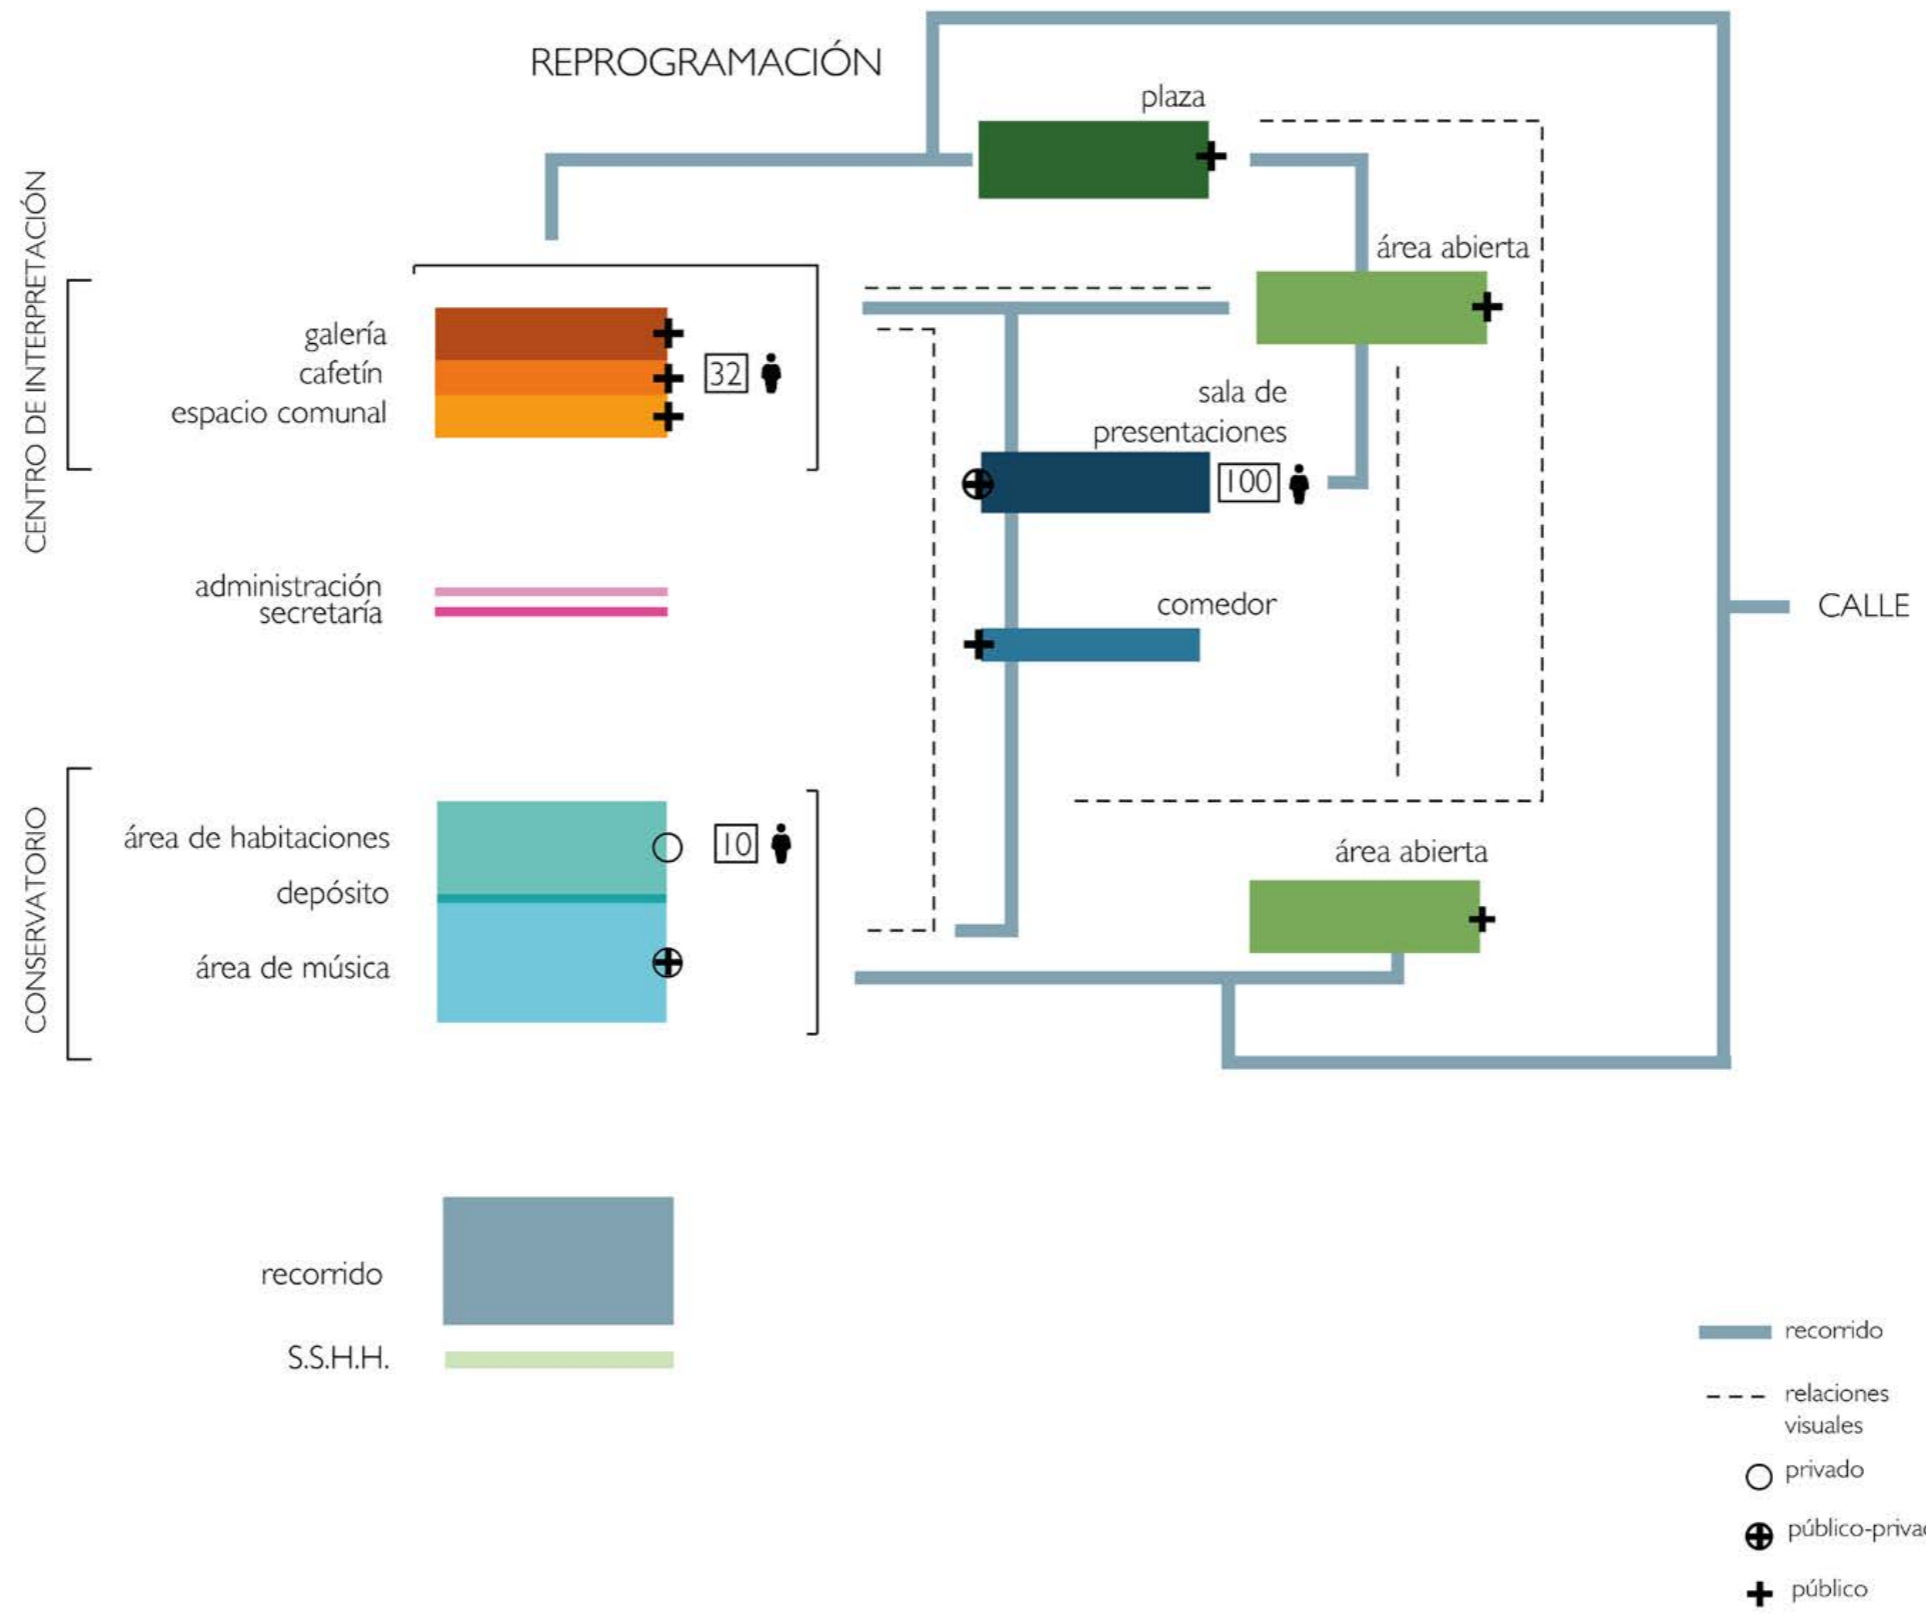 REPROGRAMACIÓN
plaza
área abierta
CENTRO DE INTERPRETACIÓN
galería
cafetín
espacio comunal
32
sala de
presentaciones
100
administración
secretaría
comedor
CALLE
CONSERVATORIO
área de habitaciones
depósito
área de música
10
área abierta
recorrido
S.S.H.H.
recorrido
relaciones
visuales
privado
público-priva
público